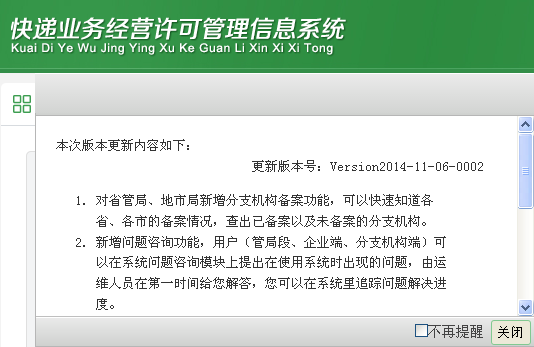 快递业务经营许可管理信息系统
Kuai Di Ye Wu Jing Ying Xu Ke Guan Li Xin Xi Xi Tong
本次版本更新内容如下：
更新版本号：Version2014-11-06-0002
1. 对省管局、地市局新增分支机构备案功能，可以快速知道各
省、各市的备案情况，查出已备案以及未备案的分支机构。
2. 新增问题咨询功能，用户（管局段、企业端、分支机构端）可
以在系统问题咨询模块上提出在使用系统时出现的问题，由运
维人员在第一时间给您解答，您可以在系统里追踪问题解决进
度。
不再提醒 关闭